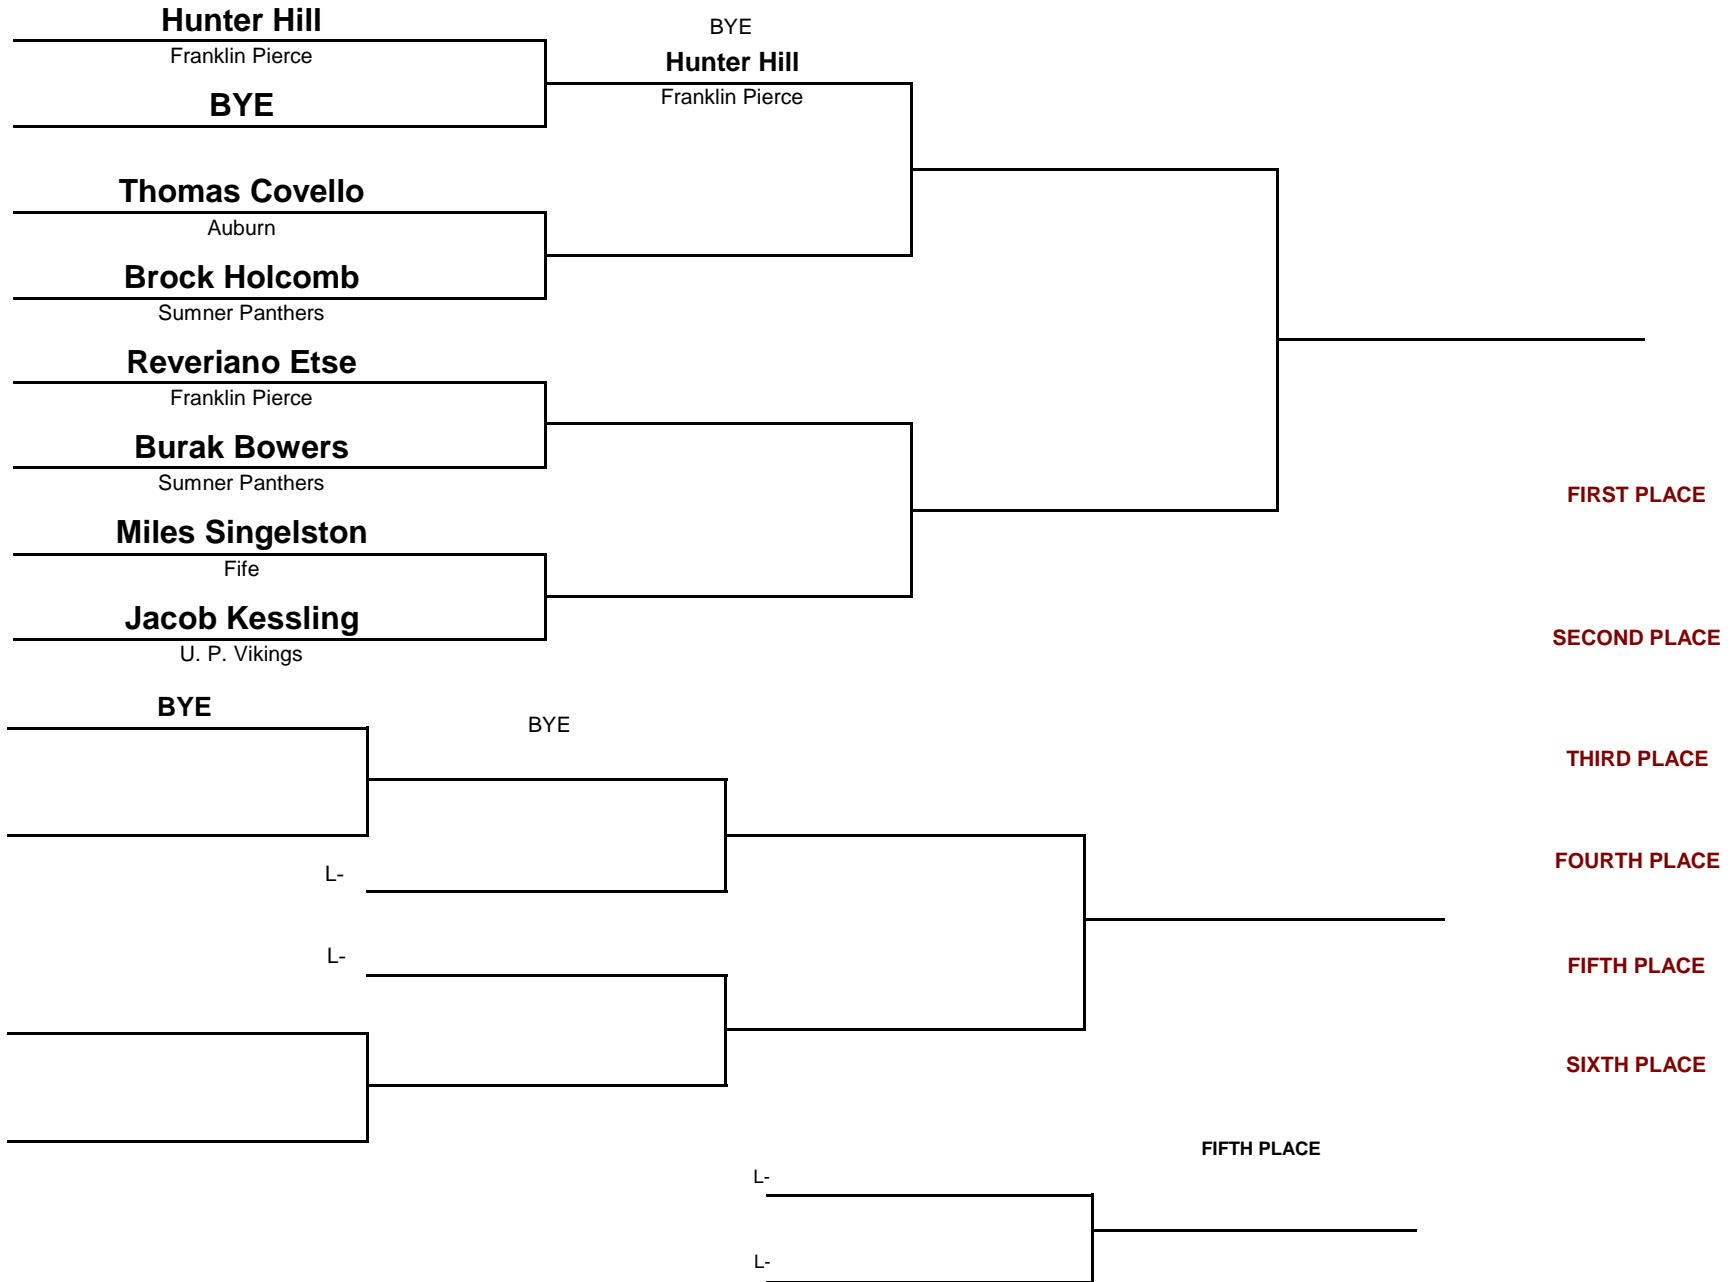 Hunter Hill
Franklin Pierce
BYE
BYE
Hunter Hill
Franklin Pierce
Thomas Covello
Auburn
Brock Holcomb
Sumner Panthers
Reveriano Etse
Franklin Pierce
Burak Bowers
Sumner Panthers
Miles Singelston
Fife
Jacob Kessling
U. P. Vikings
FIRST PLACE
SECOND PLACE
BYE
BYE
THIRD PLACE
L-
FOURTH PLACE
L-
FIFTH PLACE
SIXTH PLACE
FIFTH PLACE
L-
L-